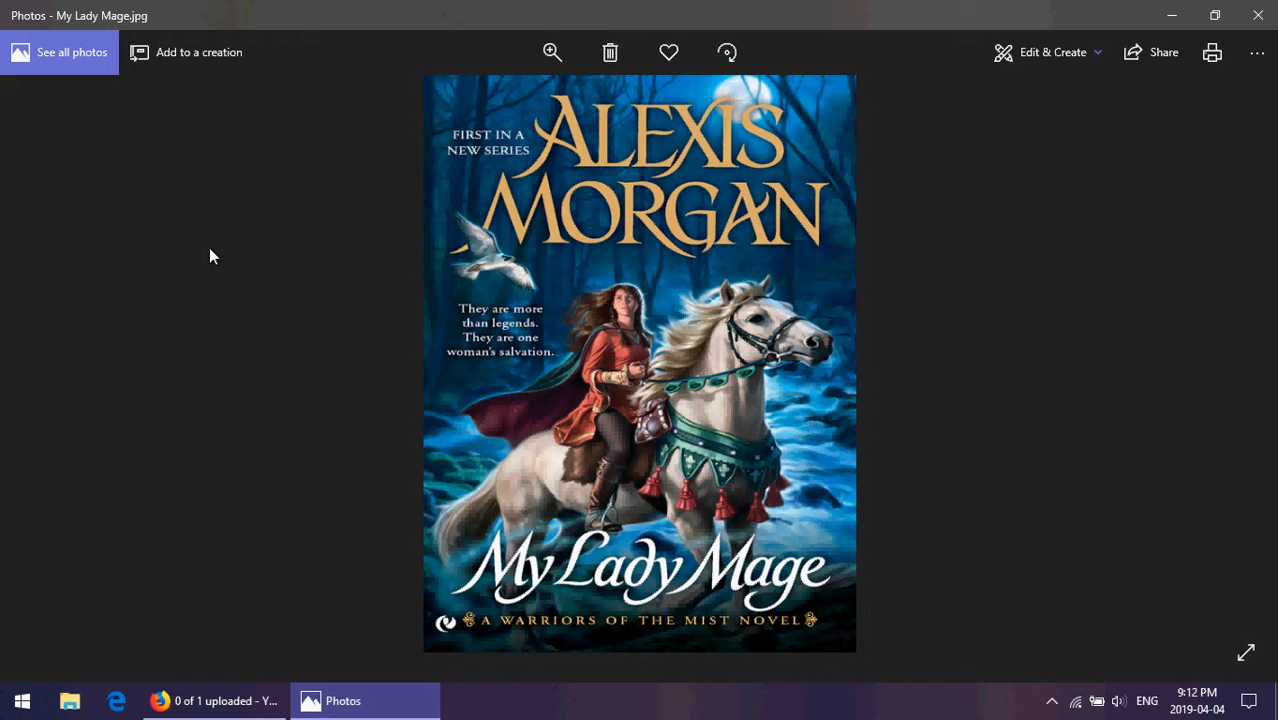 Photos - My Lady Mage.jpg
See all photos
Add to a creation
Edit & Create
Share
FIRST IN A
NEW SERIES
ALEXIS
MORGAN
They are more
than legends.
They are one
woman's salvation.
My Lady Mage
A WARRIORS OF THE MIST NOVEL
0 of 1 uploaded - Y...
Photos
ENG
9:12 PM
2019-04-04